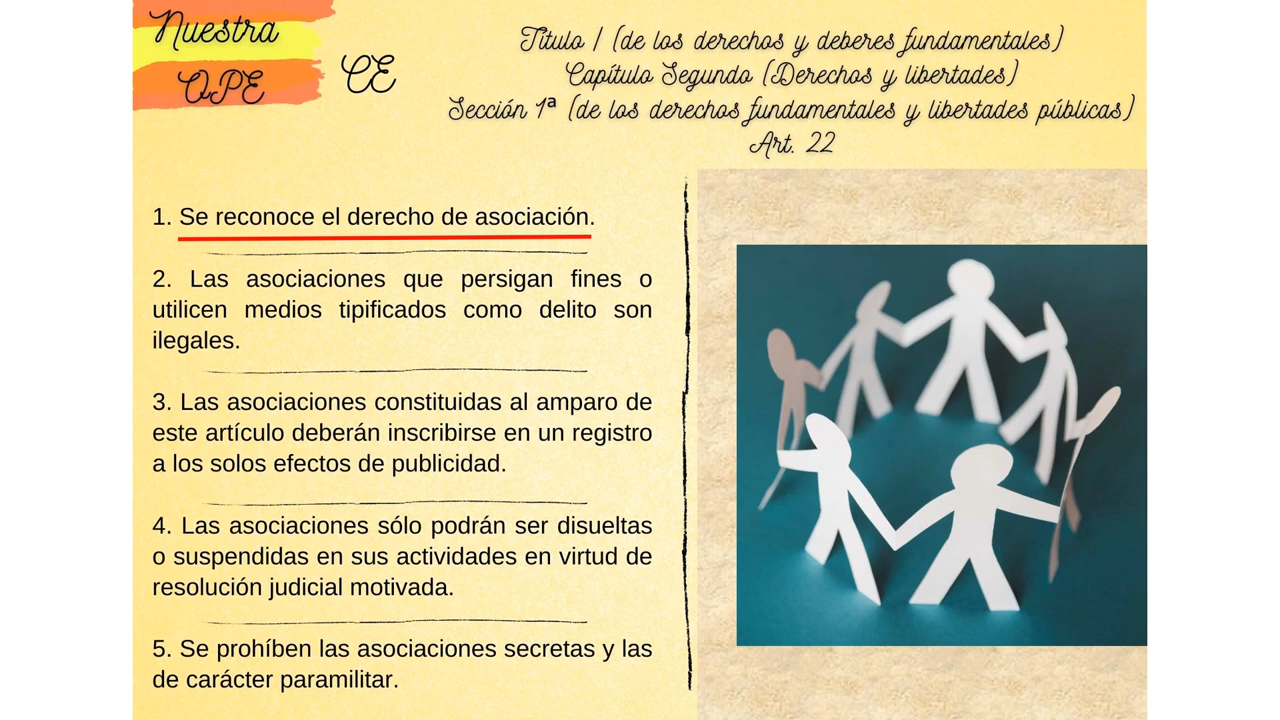 Nuestra
OPE
CE
Título I (de los derechos y deberes fundamentales)
Capítulo Segundo (Derechos y libertades)
Sección 1ª (de los derechos fundamentales y libertades públicas)
Art. 22
1. Se reconoce el derecho de asociación.
2. Las asociaciones que persigan fines o
utilicen medios tipificados como delito son
ilegales.
3. Las asociaciones constituidas al amparo de
este artículo deberán inscribirse en un registro
a los solos efectos de publicidad.
4. Las asociaciones sólo podrán ser disueltas
o suspendidas en sus actividades en virtud de
resolución judicial motivada.
5. Se prohíben las asociaciones secretas y las
de carácter paramilitar.